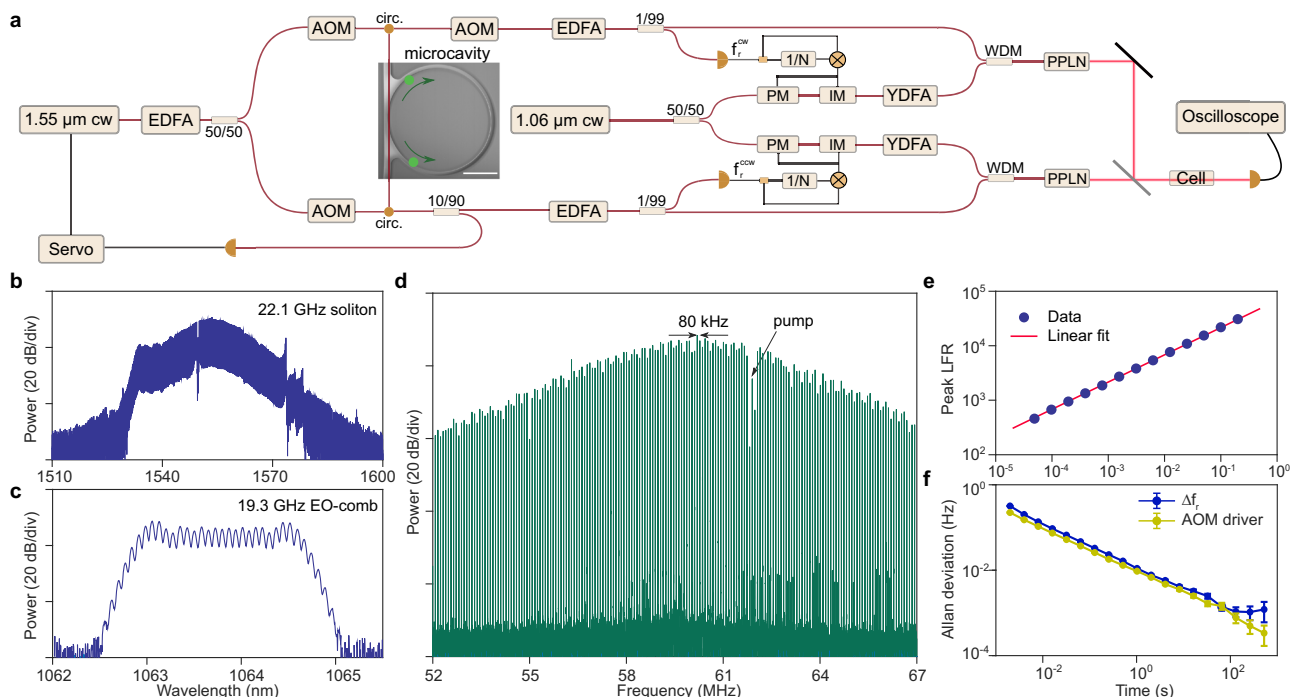 a
AOM
circ.
AOM
EDFA
1/99
microcavity
f_r^cw
1/N
WDM
PPLN
PM
IM
YDFA
1.55 μm cw
EDFA
50/50
1.06 μm cw
50/50
Oscilloscope
PM
IM
YDFA
f_r^ccw
1/N
WDM
PPLN
Cell
AOM
circ.
10/90
EDFA
1/99
Servo
b
22.1 GHz soliton
Power (20 dB/div)
1510
1540
1570
1600
c
19.3 GHz EO-comb
Power (20 dB/div)
1062
1063
1064
1065
Wavelength (nm)
d
80 kHz
pump
Power (20 dB/div)
52
55
58
61
64
67
Frequency (MHz)
e
Data
Linear fit
Peak LFR
10^5
10^4
10^3
10^2
10^-5
10^-4
10^-3
10^-2
10^-1
10^0
f
Δf_r
AOM driver
Allan deviation (Hz)
10^0
10^-2
10^-4
10^-2
10^0
10^2
Time (s)